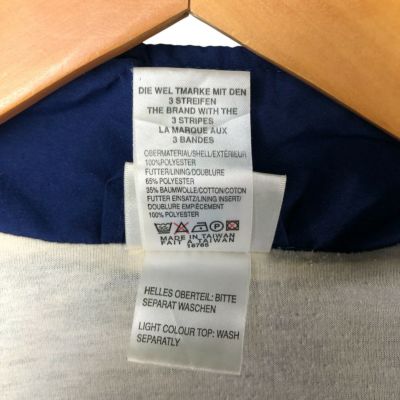 DIE WEL TMARKE MIT DEN
3 STREIFEN
THE BRAND WITH THE
3 STRIPES
LA MARQUE AUX
3 BANDES
OBERMATERIAL/SHELL/EXTÉRIEUR
100% POLYESTER
FUTTER/LINING/DOUBLURE
65% POLYESTER
35% BAUMWOLLE/COTTON/COTON
FUTTER EINSATZ/LINING INSERT/
DOUBLURE EMPIÈCEMENT
100% POLYESTER
MADE IN TAIWAN
FAIT À TAIWAN
16765
HELLES OBERTEIL: BITTE
SEPARAT WASCHEN
LIGHT COLOUR TOP: WASH
SEPARATLY